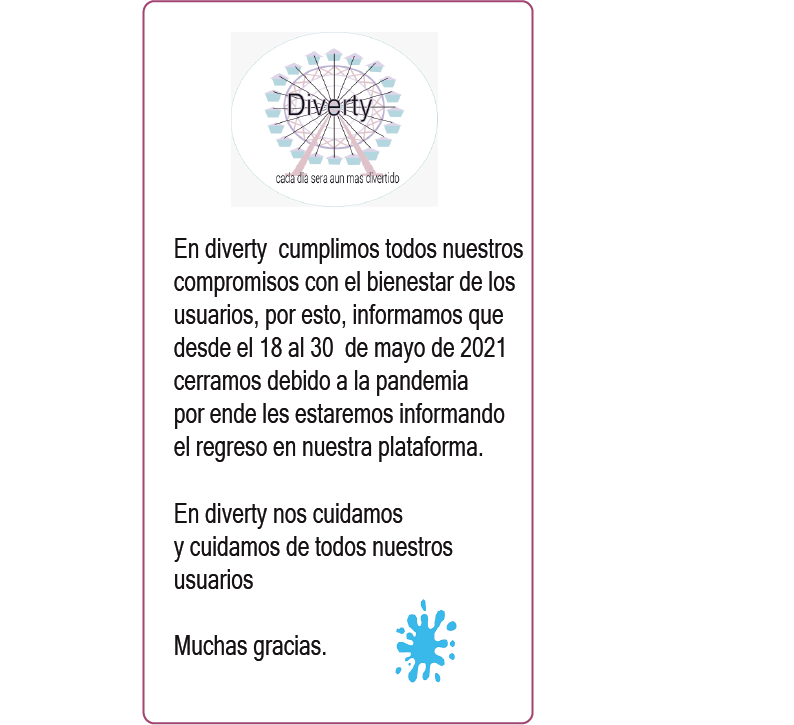 Diverty
cada dia sera aun mas divertido
En diverty cumplimos todos nuestros
compromisos con el bienestar de los
usuarios, por esto, informamos que
desde el 18 al 30 de mayo de 2021
cerramos debido a la pandemia
por ende les estaremos informando
el regreso en nuestra plataforma.
En diverty nos cuidamos
y cuidamos de todos nuestros
usuarios
Muchas gracias.